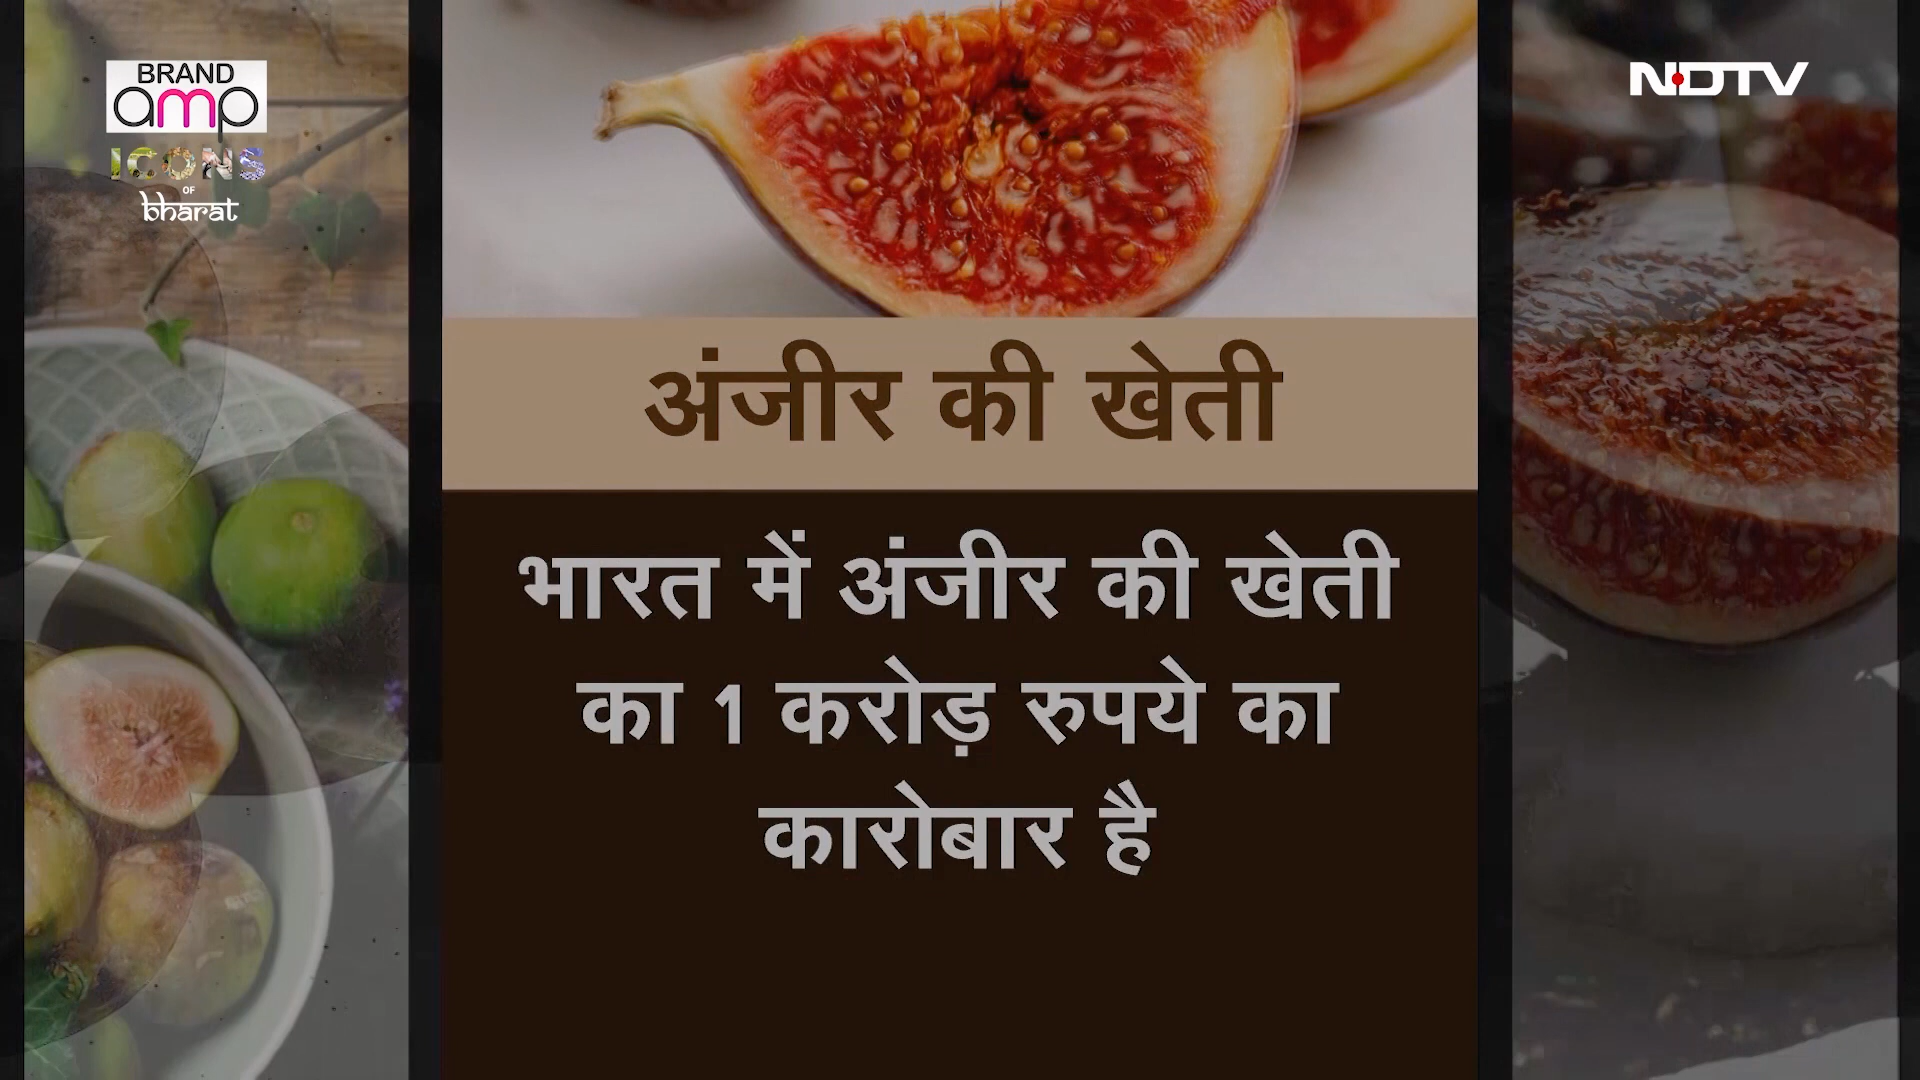 BRAND
amp
ICONS
OF
bharat
NDTV
अंजीर की खेती
भारत में अंजीर की खेती
का 1 करोड़ रुपये का
कारोबार है